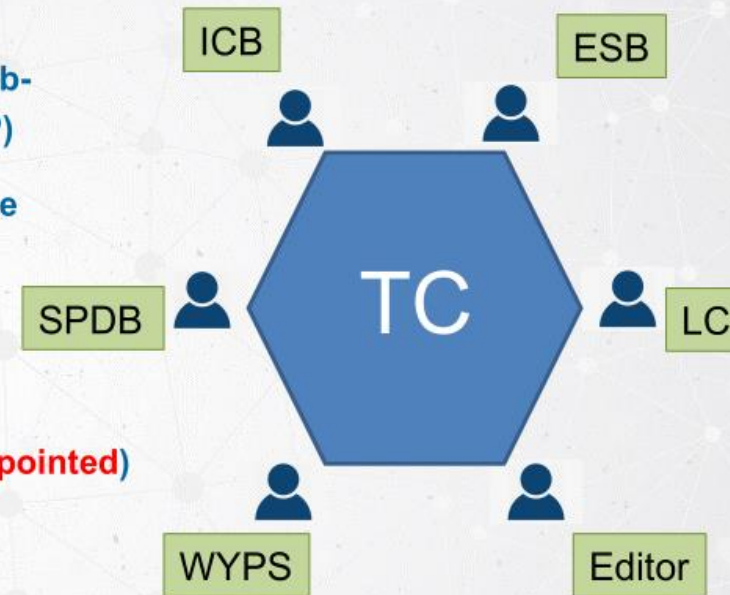 ICB
ESB
b-
)
e
SPDB
TC
LC
pointed)
WYPS
Editor